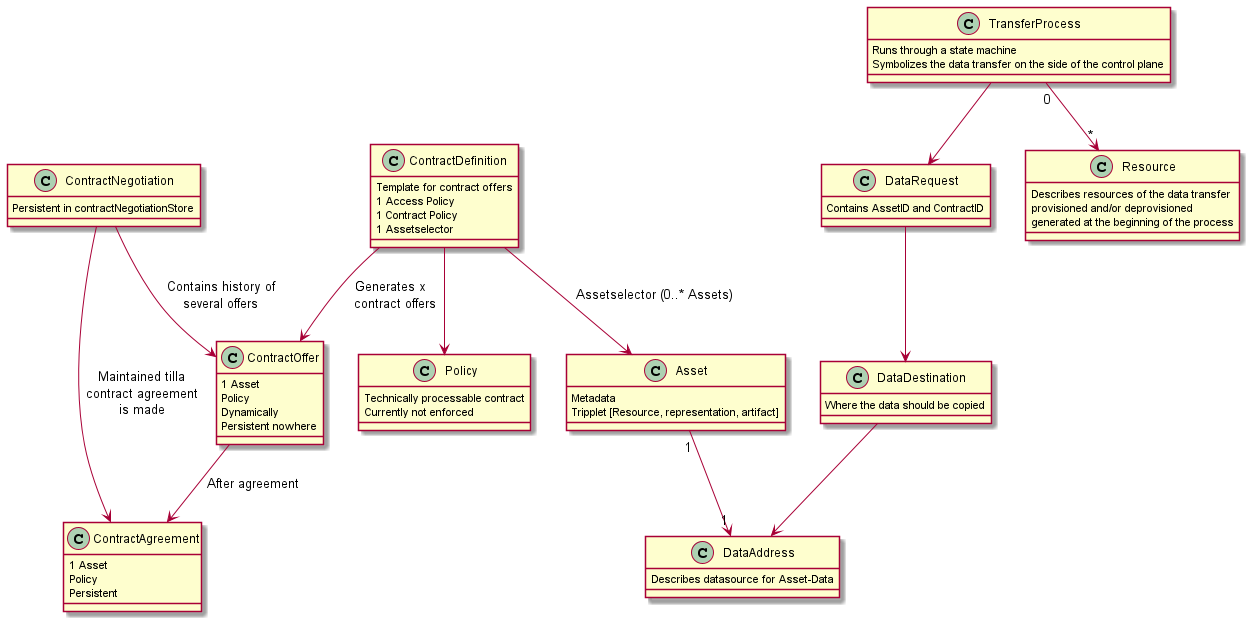 C TransferProcess
Runs through a state machine
Symbolizes the data transfer on the side of the control plane
0
*
C ContractNegotiation
Persistent in contractNegotiationStore
C ContractDefinition
Template for contract offers
1 Access Policy
1 Contract Policy
1 Assetselector
C DataRequest
Contains AssetID and ContractID
C Resource
Describes resources of the data transfer
provisioned and/or deprovisioned
generated at the beginning of the process
Contains history of
several offers
Generates x
contract offers
Assetselector (0..* Assets)
Maintained tilla
contract agreement
is made
C ContractOffer
1 Asset
Policy
Dynamically
Persistent nowhere
C Policy
Technically processable contract
Currently not enforced
C Asset
Metadata
Tripplet [Resource, representation, artifact]
C DataDestination
Where the data should be copied
After agreement
1
1
C ContractAgreement
1 Asset
Policy
Persistent
C DataAddress
Describes datasource for Asset-Data